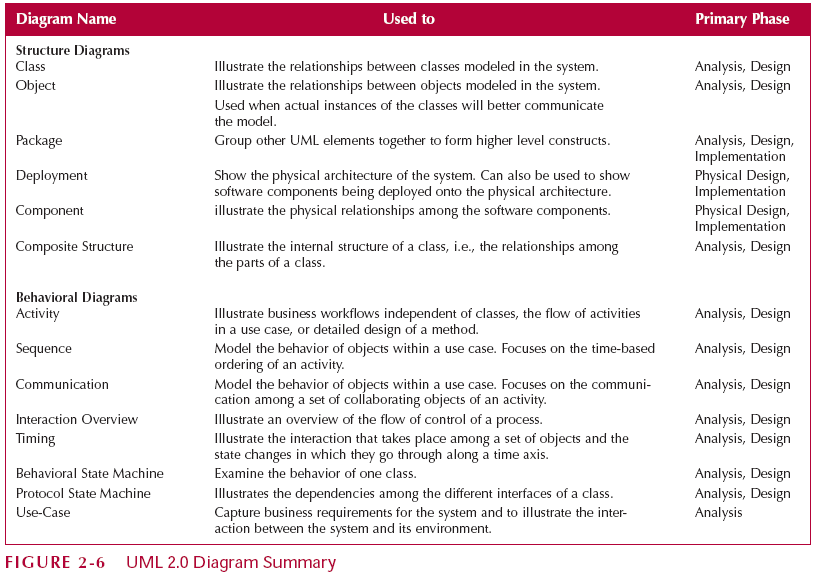 Diagram Name Used to Primary Phase
Structure Diagrams
Class Illustrate the relationships between classes modeled in the system. Analysis, Design
Object Illustrate the relationships between objects modeled in the system. Analysis, Design
Used when actual instances of the classes will better communicate
the model.
Package Group other UML elements together to form higher level constructs. Analysis, Design,
Implementation
Deployment Show the physical architecture of the system. Can also be used to show Physical Design,
software components being deployed onto the physical architecture. Implementation
Component illustrate the physical relationships among the software components. Physical Design,
Implementation
Composite Structure Illustrate the internal structure of a class, i.e., the relationships among Analysis, Design
the parts of a class.
Behavioral Diagrams
Activity Illustrate business workflows independent of classes, the flow of activities Analysis, Design
in a use case, or detailed design of a method.
Sequence Model the behavior of objects within a use case. Focuses on the time-based Analysis, Design
ordering of an activity.
Communication Model the behavior of objects within a use case. Focuses on the communi- Analysis, Design
cation among a set of collaborating objects of an activity.
Interaction Overview Illustrate an overview of the flow of control of a process. Analysis, Design
Timing Illustrate the interaction that takes place among a set of objects and the Analysis, Design
state changes in which they go through along a time axis.
Behavioral State Machine Examine the behavior of one class. Analysis, Design
Protocol State Machine Illustrates the dependencies among the different interfaces of a class. Analysis, Design
Use-Case Capture business requirements for the system and to illustrate the inter- Analysis
action between the system and its environment.
FIGURE 2-6 UML 2.0 Diagram Summary